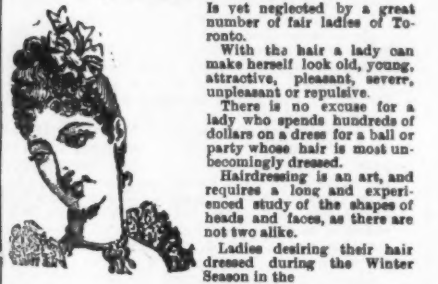 Is yet neglected by a great
number of fair ladies of To-
ronto.
With the hair a lady can
make herself look old, young,
attractive, pleasant, severe,
unpleasant or repulsive.
There is no excuse for a
lady who spends hundreds of
dollars on a dress for a ball or
party whose hair is most un-
becomingly dressed.
Hairdressing is an art, and
requires a long and experi-
enced study of the shapes of
heads and faces, as there are
not two alike.
Ladies desiring their hair
dressed during the Winter
Season in the